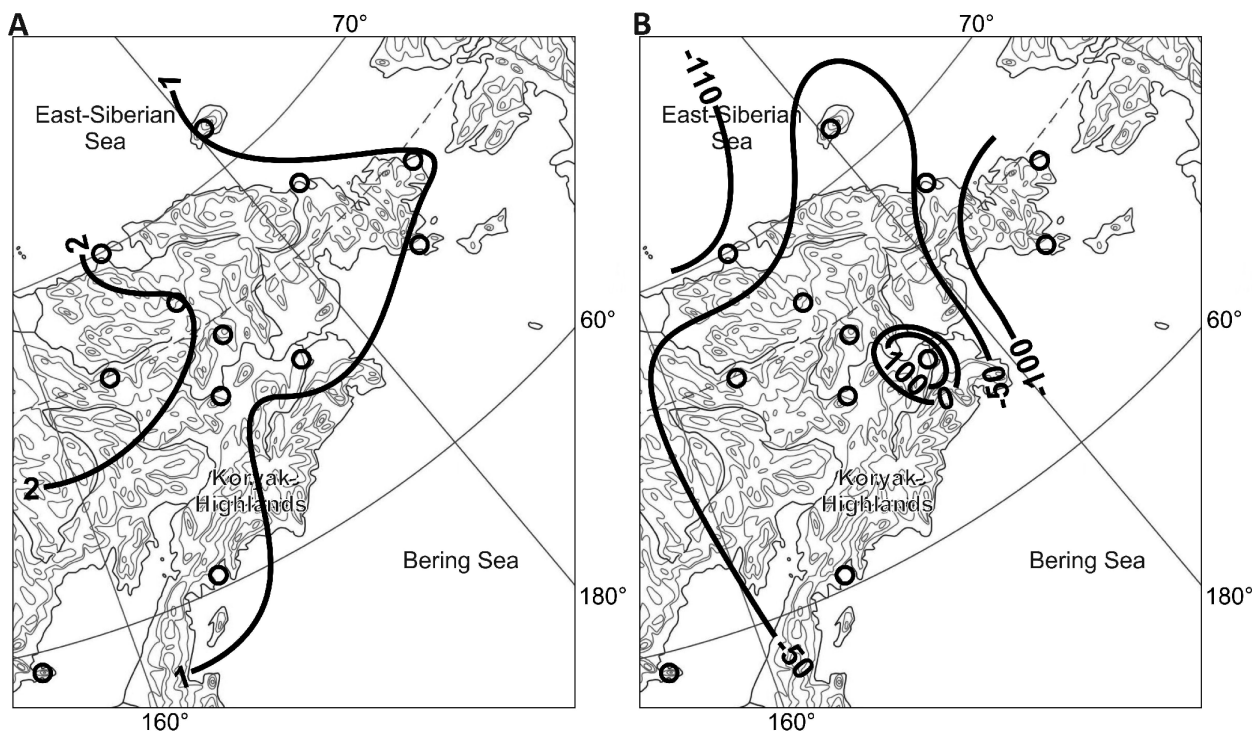 A
70°
1
East-Siberian
Sea
2
60°
2
Koryak
Highlands
Bering Sea
180°
1
160°
B
70°
-110
East-Siberian
Sea
60°
-100
-50
100
0
Koryak
Highlands
Bering Sea
180°
-50
160°